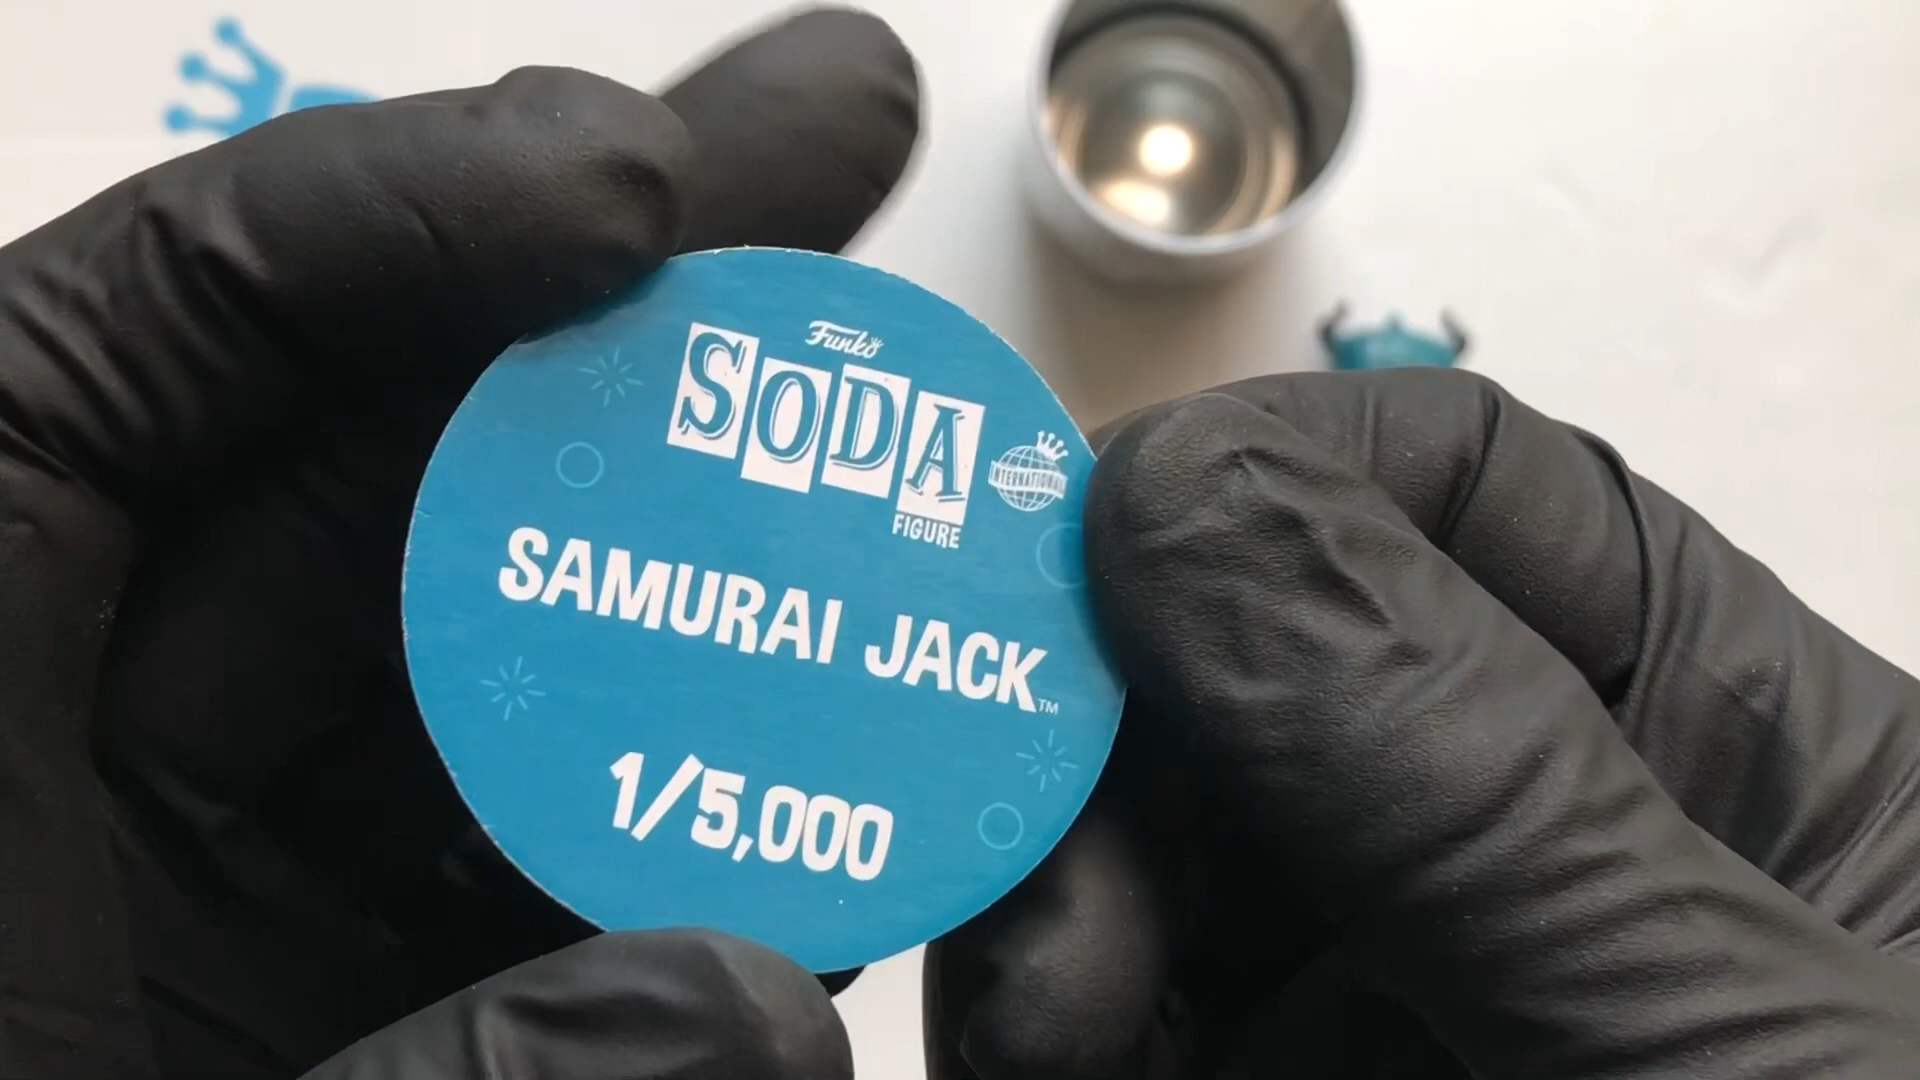 Funko
SODA
INTERNATIONAL
FIGURE
SAMURAI JACK™
1/5,000